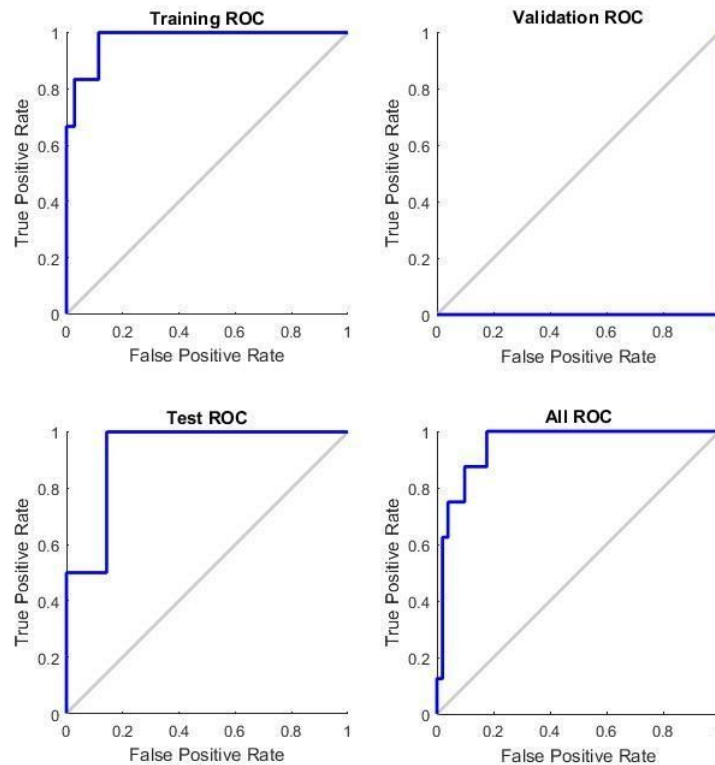 Training ROC
1
0.8
0.6
0.4
0.2
0
True Positive Rate
0 0.2 0.4 0.6 0.8 1
False Positive Rate
Validation ROC
1
0.8
0.6
0.4
0.2
0
True Positive Rate
0 0.2 0.4 0.6 0.8
False Positive Rate
Test ROC
1
0.8
0.6
0.4
0.2
0
True Positive Rate
0 0.2 0.4 0.6 0.8 1
False Positive Rate
All ROC
1
0.8
0.6
0.4
0.2
0
True Positive Rate
0 0.2 0.4 0.6 0.8
False Positive Rate